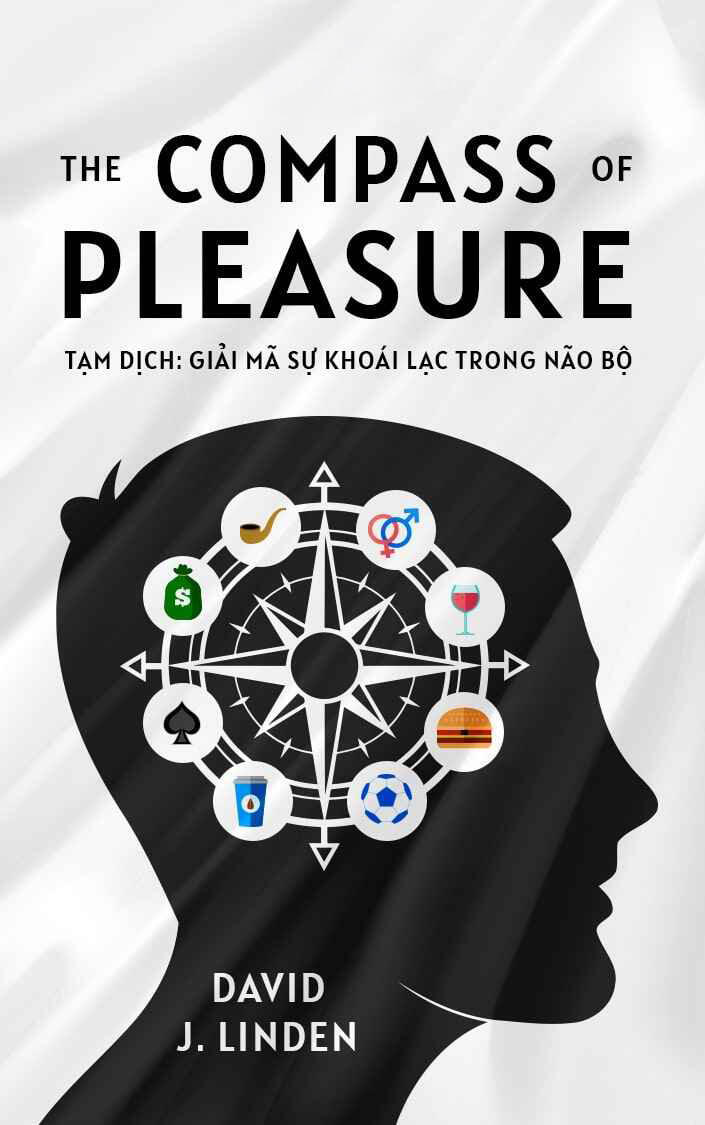 THE COMPASS OF
PLEASURE
TẠM DỊCH: GIẢI MÃ SỰ KHOÁI LẠC TRONG NÃO BỘ
$
DAVID
J. LINDEN